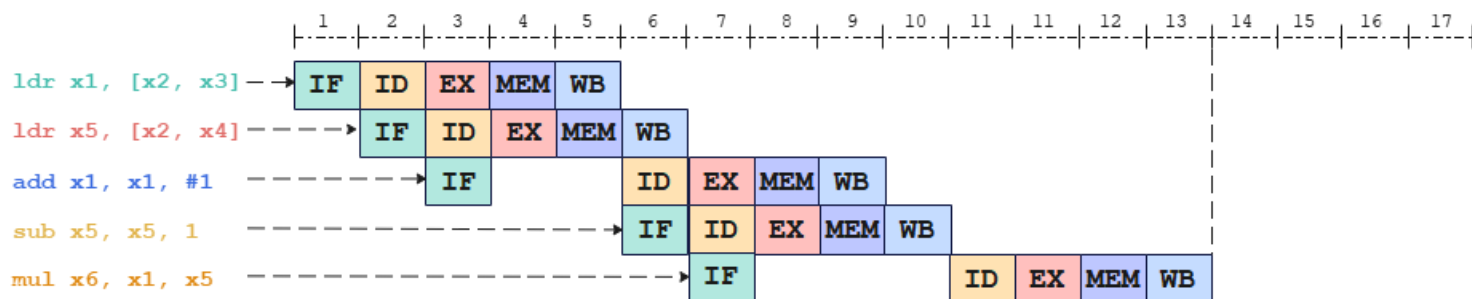 1 2 3 4 5 6 7 8 9 10 11 11 12 13 14 15 16 17
ldr x1, [x2, x3] IF ID EX MEM WB
ldr x5, [x2, x4] IF ID EX MEM WB
add x1, x1, #1 IF ID EX MEM WB
sub x5, x5, 1 IF ID EX MEM WB
mul x6, x1, x5 IF ID EX MEM WB